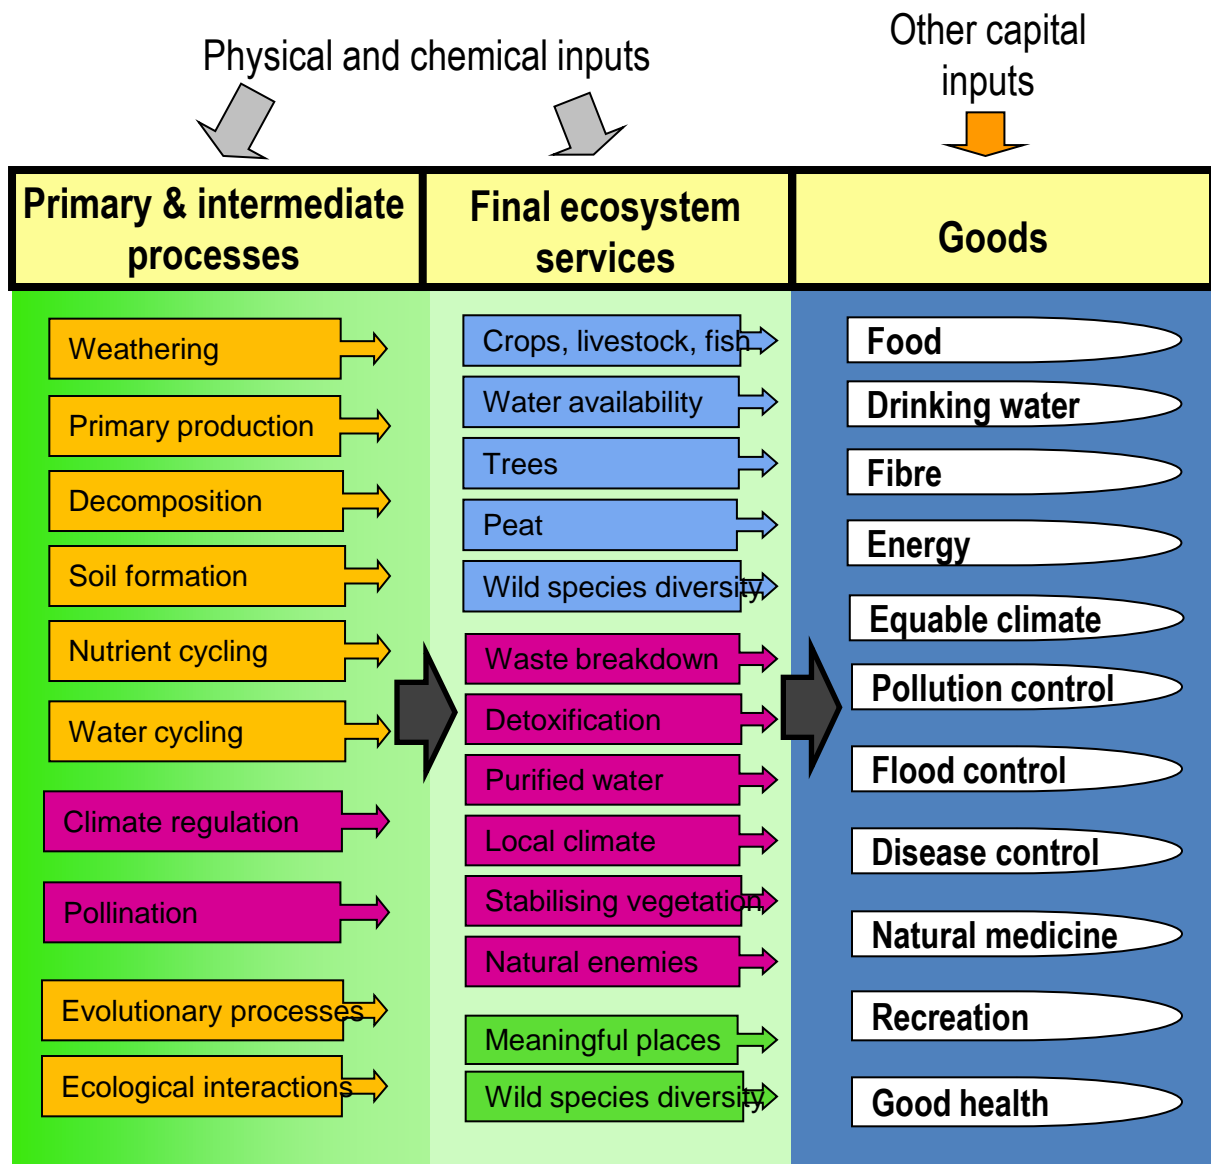 Physical and chemical inputs
Other capital
inputs
Primary & intermediate
processes
Final ecosystem
services
Goods
Weathering
Primary production
Decomposition
Soil formation
Nutrient cycling
Water cycling
Climate regulation
Pollination
Evolutionary processes
Ecological interactions
Crops, livestock, fish
Water availability
Trees
Peat
Wild species diversity
Waste breakdown
Detoxification
Purified water
Local climate
Stabilising vegetation
Natural enemies
Meaningful places
Wild species diversity
Food
Drinking water
Fibre
Energy
Equable climate
Pollution control
Flood control
Disease control
Natural medicine
Recreation
Good health